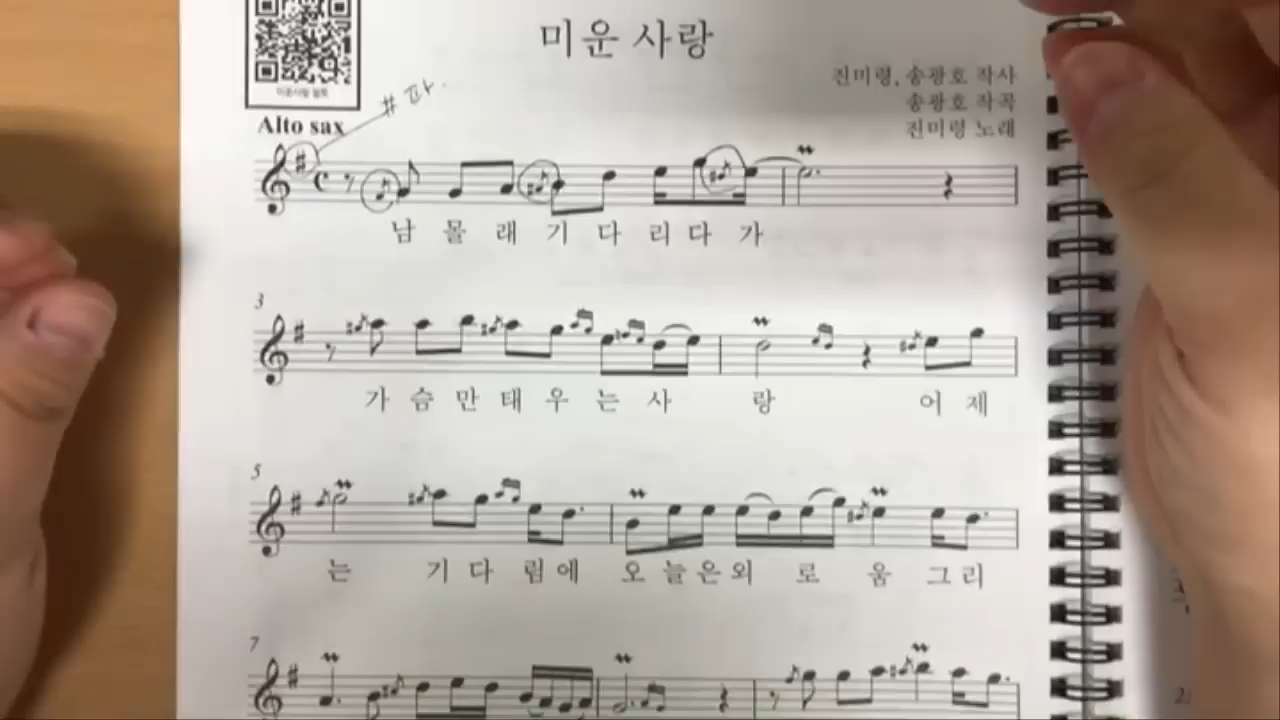 미운 사랑
진미령, 송광호 작사
송광호 작곡
진미령 노래
# 파.
Alto sax
남 몰 래 기 다 리 다 가
3
가 슴 만 태 우 는 사 랑 어 제
5
는 기 다 림 에 오 늘 은 외 로 움 그 리
7